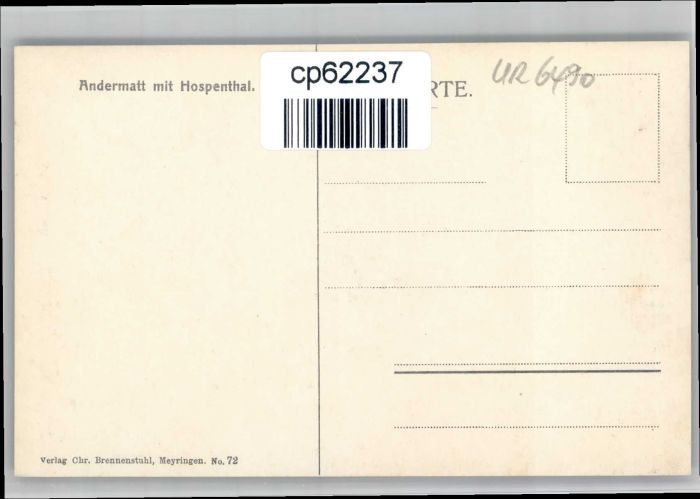 Andermatt mit Hospenthal.
cp62237
RTE.
UR 6490
Verlag Chr. Brennenstuhl, Meyringen. No. 72